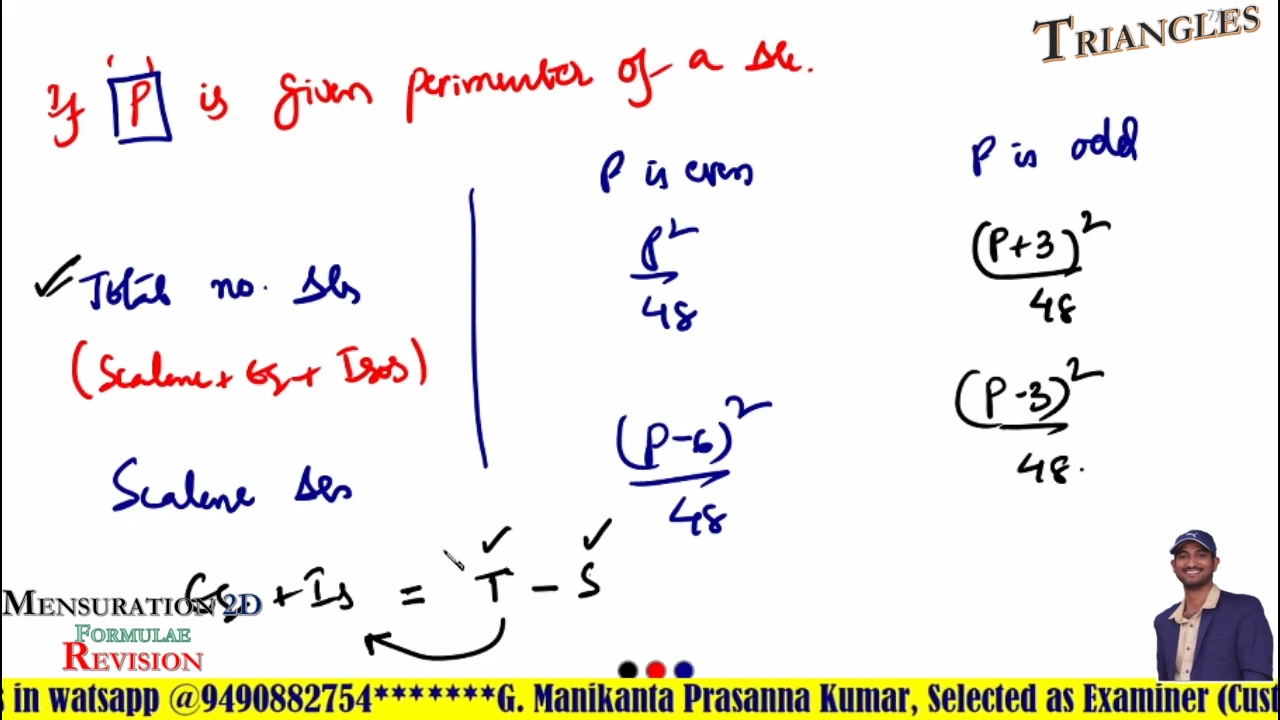 TRIANGLES
If P is given perimenter of a Δle.
P is even
P is odd
Total no. Δles
P²/48
(P+3)²/48
(Scalene + Eq + Isos)
Scalene Δles
(P-6)²/48
(P-3)²/48.
Eq. + Is = T - S
MENSURATION 2D
FORMULAE
REVISION
s in watsapp @9490882754*******G. Manikanta Prasanna Kumar, Selected as Examiner (Cust